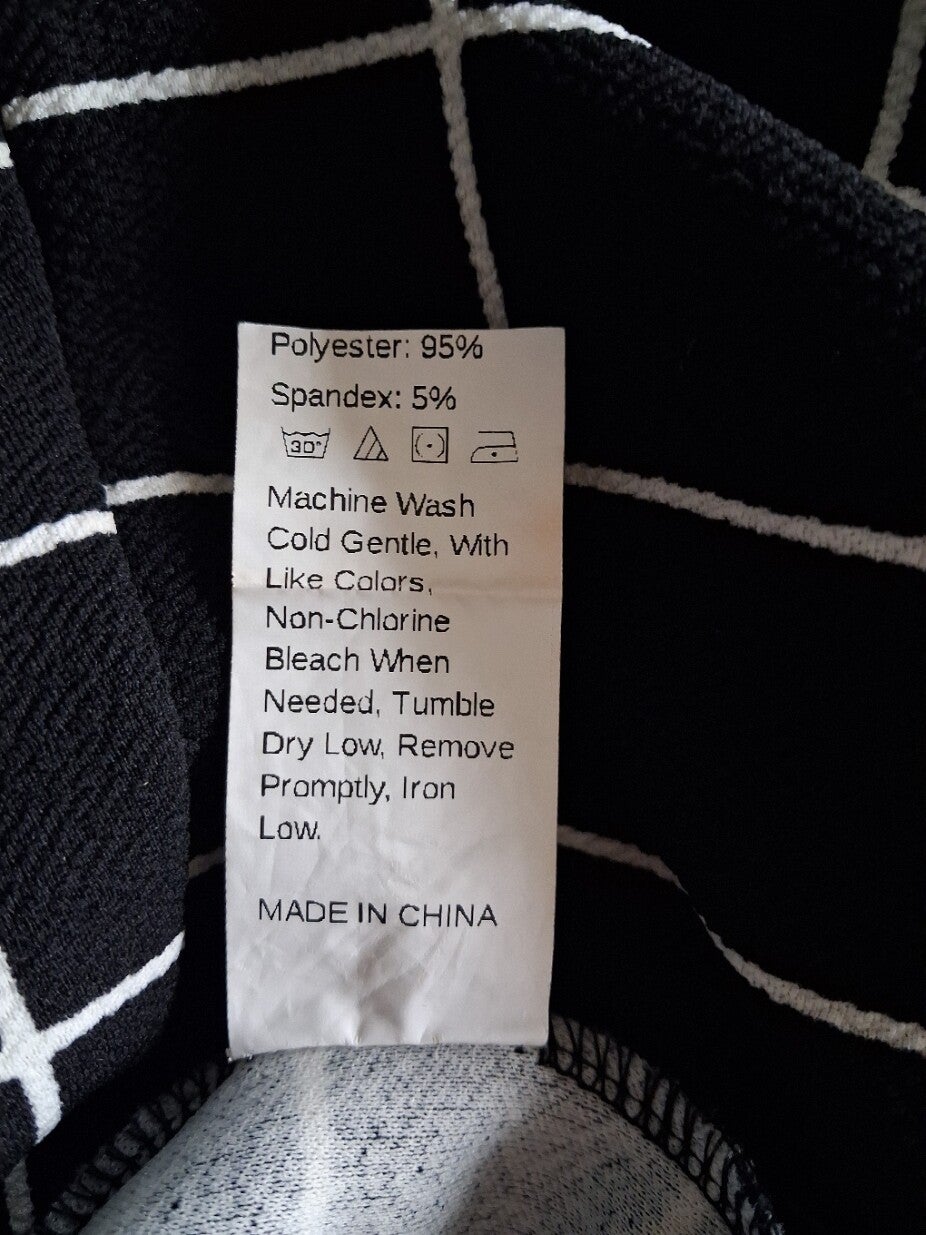 Polyester: 95%
Spandex: 5%
30°
Machine Wash
Cold Gentle, With
Like Colors,
Non-Chlorine
Bleach When
Needed, Tumble
Dry Low, Remove
Promptly, Iron
Low.
MADE IN CHINA